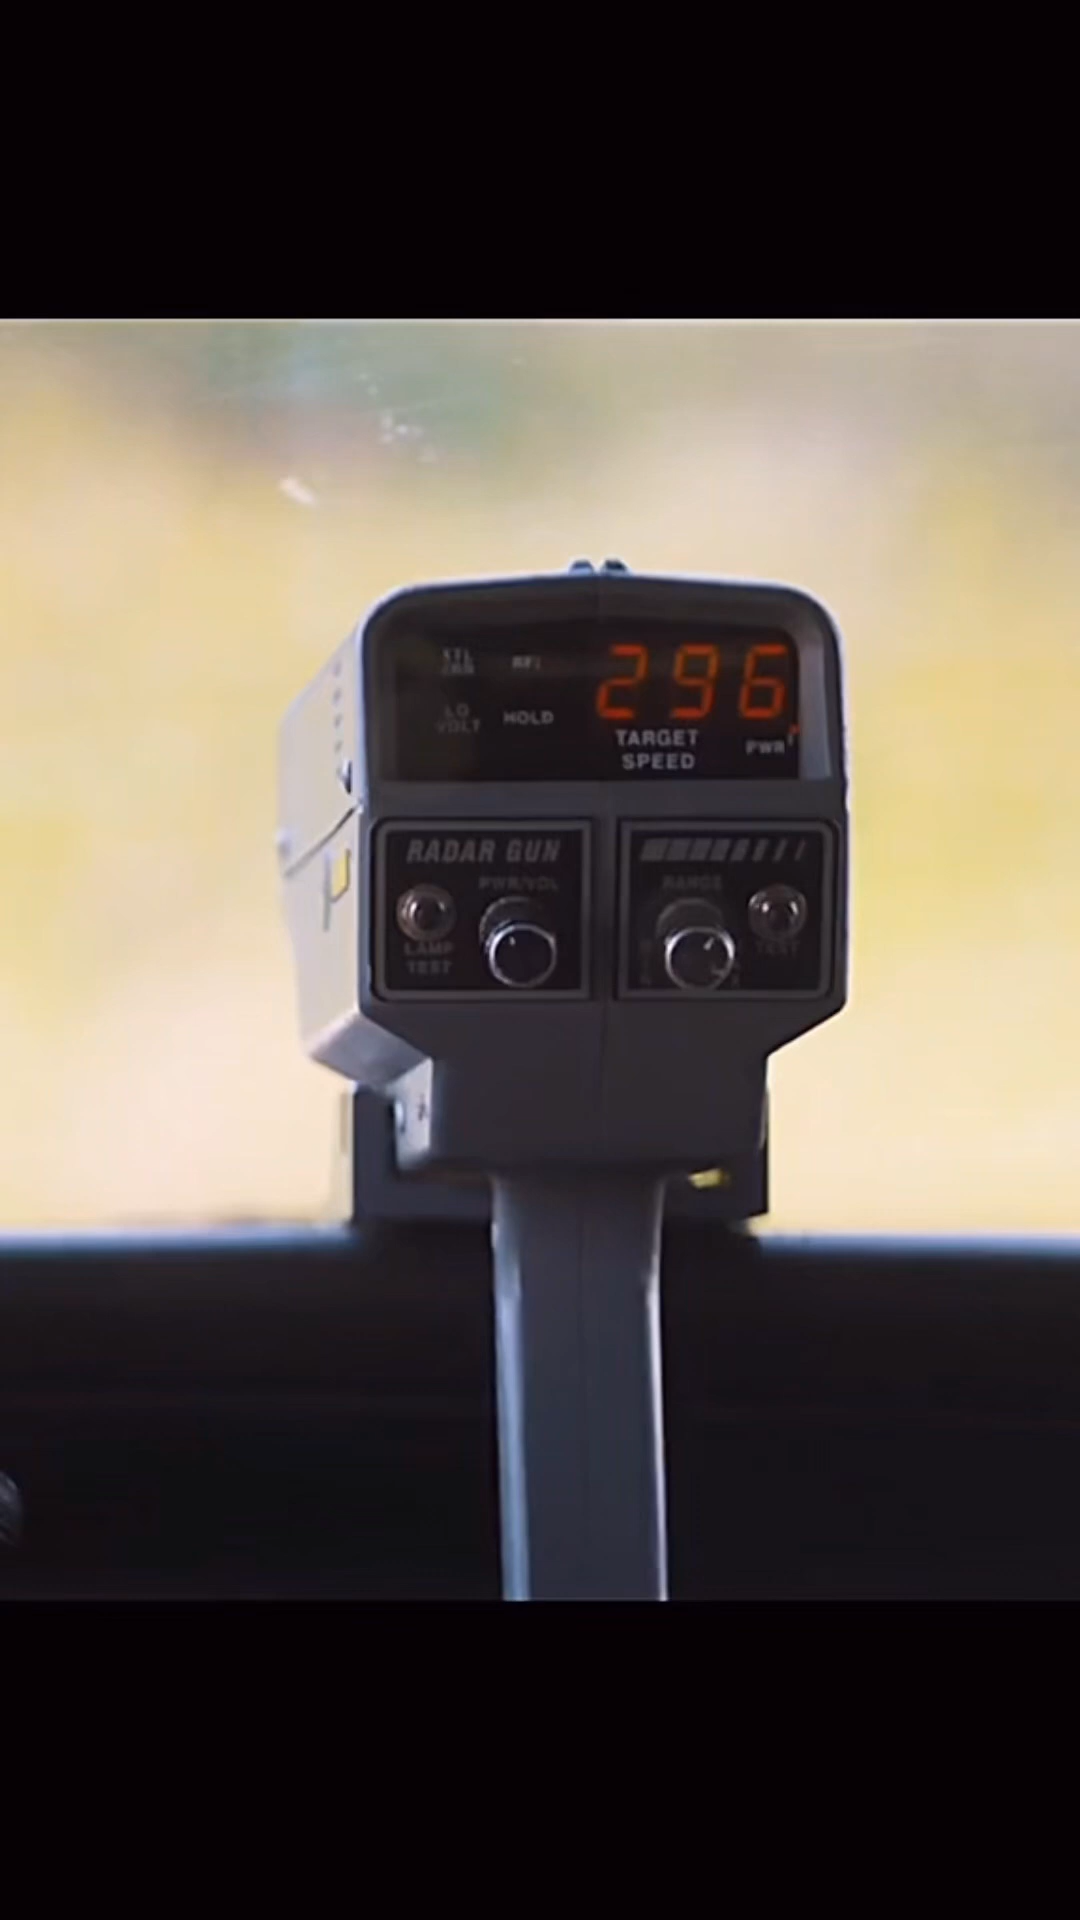 RFI
296
HOLD
LO
VOLT
TARGET
SPEED
PWR
RADAR GUN
PWR/VOL
LAMP
TEST
RANGE
TEST